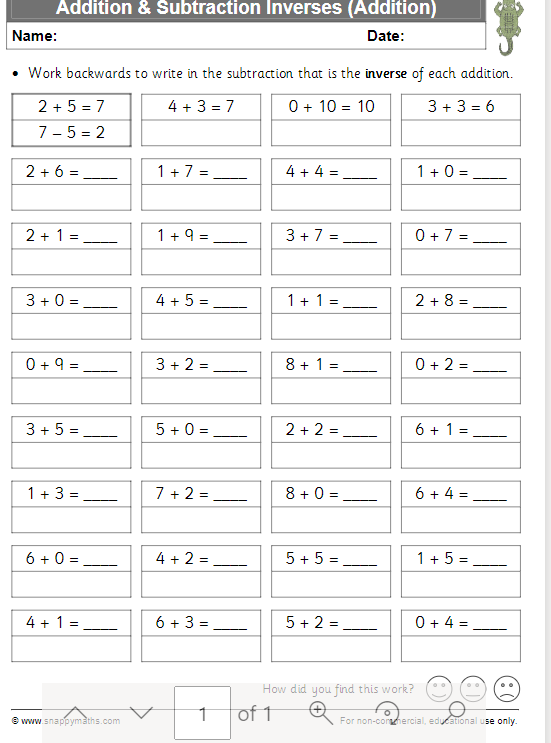 Addition & Subtraction Inverses (Addition)
Name: Date:
• Work backwards to write in the subtraction that is the inverse of each addition.
2 + 5 = 7 4 + 3 = 7 0 + 10 = 10 3 + 3 = 6
7 – 5 = 2
2 + 6 = ____ 1 + 7 = ____ 4 + 4 = ____ 1 + 0 = ____
2 + 1 = ____ 1 + 9 = ____ 3 + 7 = ____ 0 + 7 = ____
3 + 0 = ____ 4 + 5 = ____ 1 + 1 = ____ 2 + 8 = ____
0 + 9 = ____ 3 + 2 = ____ 8 + 1 = ____ 0 + 2 = ____
3 + 5 = ____ 5 + 0 = ____ 2 + 2 = ____ 6 + 1 = ____
1 + 3 = ____ 7 + 2 = ____ 8 + 0 = ____ 6 + 4 = ____
6 + 0 = ____ 4 + 2 = ____ 5 + 5 = ____ 1 + 5 = ____
4 + 1 = ____ 6 + 3 = ____ 5 + 2 = ____ 0 + 4 = ____
How did you find this work?
1 of 1
© www.snappymaths.com For non-commercial, educational use only.